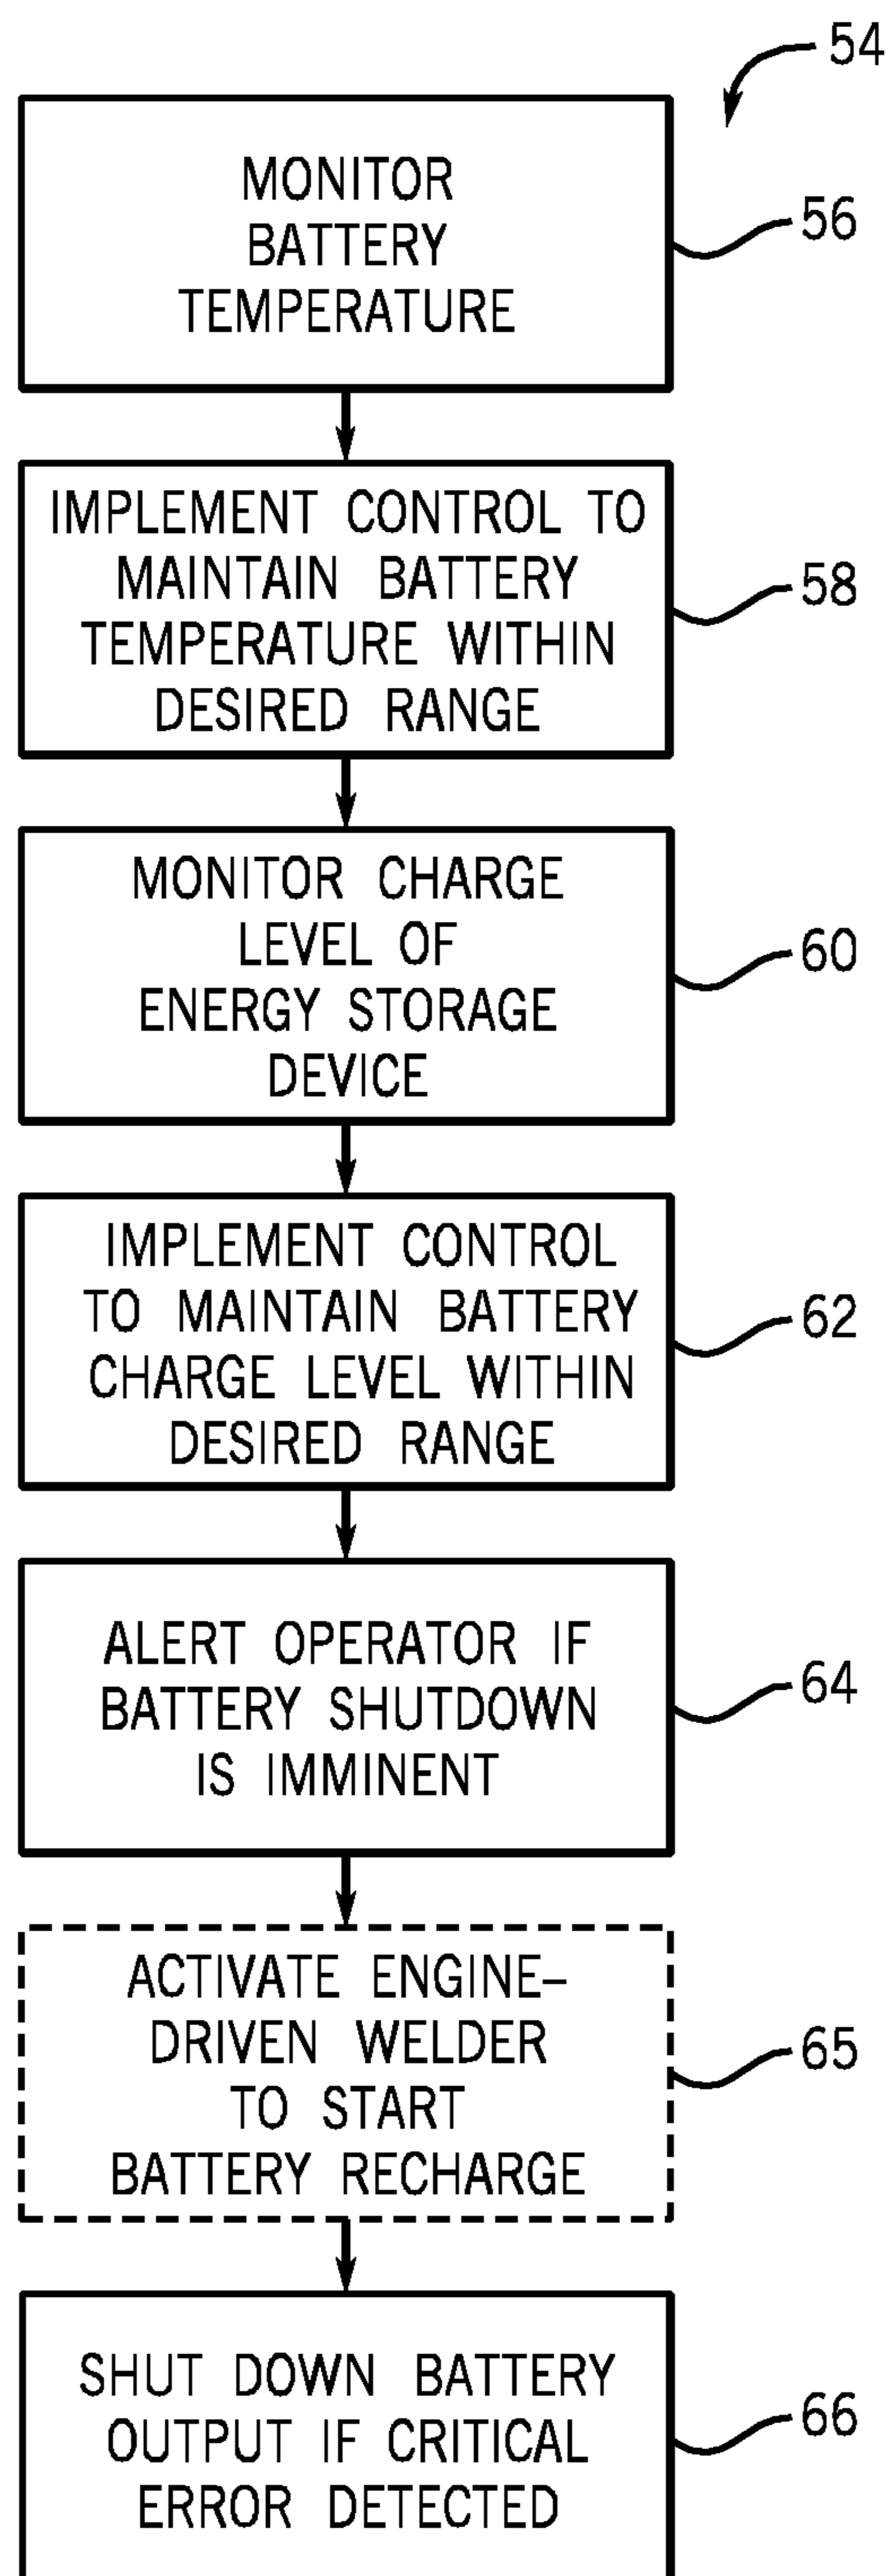 54
MONITOR
BATTERY
TEMPERATURE
56
IMPLEMENT CONTROL TO
MAINTAIN BATTERY
TEMPERATURE WITHIN
DESIRED RANGE
58
MONITOR CHARGE
LEVEL OF
ENERGY STORAGE
DEVICE
60
IMPLEMENT CONTROL
TO MAINTAIN BATTERY
CHARGE LEVEL WITHIN
DESIRED RANGE
62
ALERT OPERATOR IF
BATTERY SHUTDOWN
IS IMMINENT
64
ACTIVATE ENGINE–
DRIVEN WELDER
TO START
BATTERY RECHARGE
65
SHUT DOWN BATTERY
OUTPUT IF CRITICAL
ERROR DETECTED
66